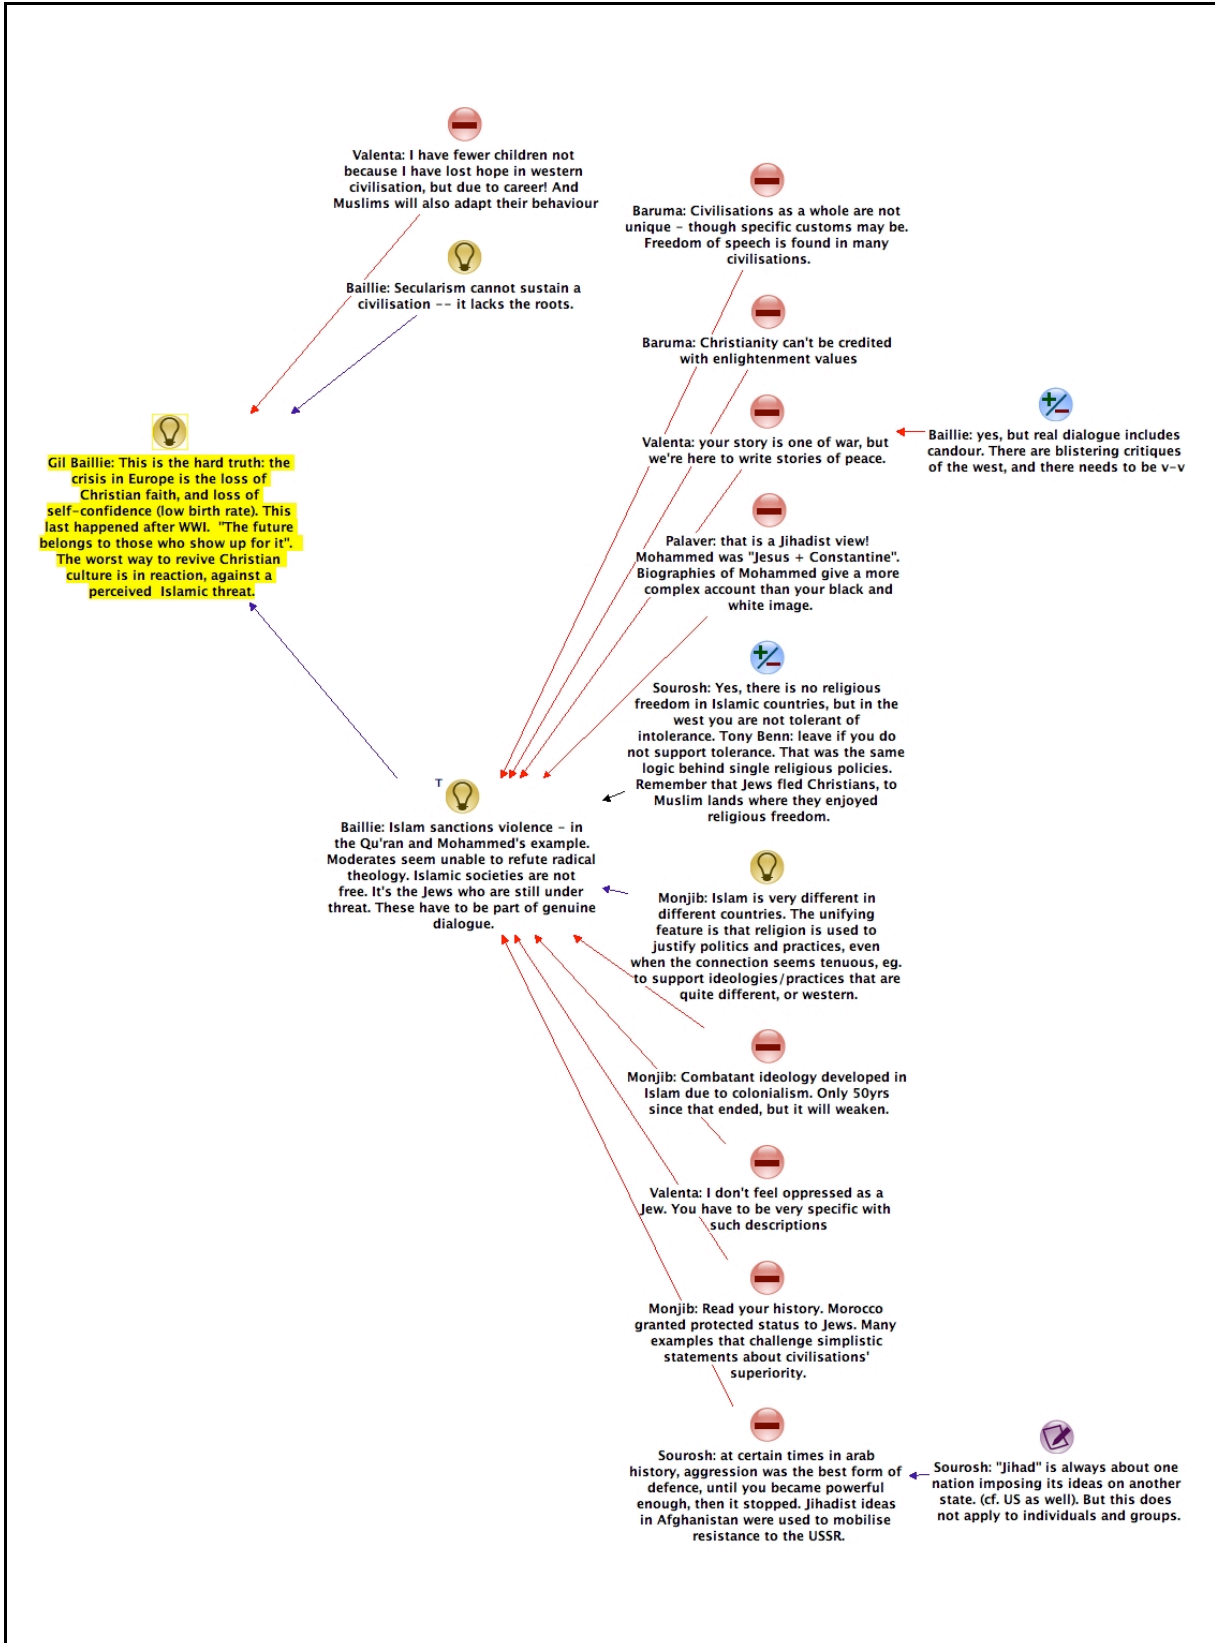 Valenta: I have fewer children not
because I have lost hope in western
civilisation, but due to career! And
Muslims will also adapt their behaviour
Baillie: Secularism cannot sustain a
civilisation -- it lacks the roots.
Gil Baillie: This is the hard truth: the
crisis in Europe is the loss of
Christian faith, and loss of
self-confidence (low birth rate). This
last happened after WWI. "The future
belongs to those who show up for it".
The worst way to revive Christian
culture is in reaction, against a
perceived Islamic threat.
T
Baillie: Islam sanctions violence - in
the Qu'ran and Mohammed's example.
Moderates seem unable to refute radical
theology. Islamic societies are not
free. It's the Jews who are still under
threat. These have to be part of genuine
dialogue.
Baruma: Civilisations as a whole are not
unique - though specific customs may be.
Freedom of speech is found in many
civilisations.
Baruma: Christianity can't be credited
with enlightenment values
Valenta: your story is one of war, but
we're here to write stories of peace.
Baillie: yes, but real dialogue includes
candour. There are blistering critiques
of the west, and there needs to be v-v
Palaver: that is a Jihadist view!
Mohammed was "Jesus + Constantine".
Biographies of Mohammed give a more
complex account than your black and
white image.
Sourosh: Yes, there is no religious
freedom in Islamic countries, but in the
west you are not tolerant of
intolerance. Tony Benn: leave if you do
not support tolerance. That was the same
logic behind single religious policies.
Remember that Jews fled Christians, to
Muslim lands where they enjoyed
religious freedom.
Monjib: Islam is very different in
different countries. The unifying
feature is that religion is used to
justify politics and practices, even
when the connection seems tenuous, eg.
to support ideologies/practices that are
quite different, or western.
Monjib: Combatant ideology developed in
Islam due to colonialism. Only 50yrs
since that ended, but it will weaken.
Valenta: I don't feel oppressed as a
Jew. You have to be very specific with
such descriptions
Monjib: Read your history. Morocco
granted protected status to Jews. Many
examples that challenge simplistic
statements about civilisations'
superiority.
Sourosh: at certain times in arab
history, aggression was the best form of
defence, until you became powerful
enough, then it stopped. Jihadist ideas
in Afghanistan were used to mobilise
resistance to the USSR.
Sourosh: "Jihad" is always about one
nation imposing its ideas on another
state. (cf. US as well). But this does
not apply to individuals and groups.